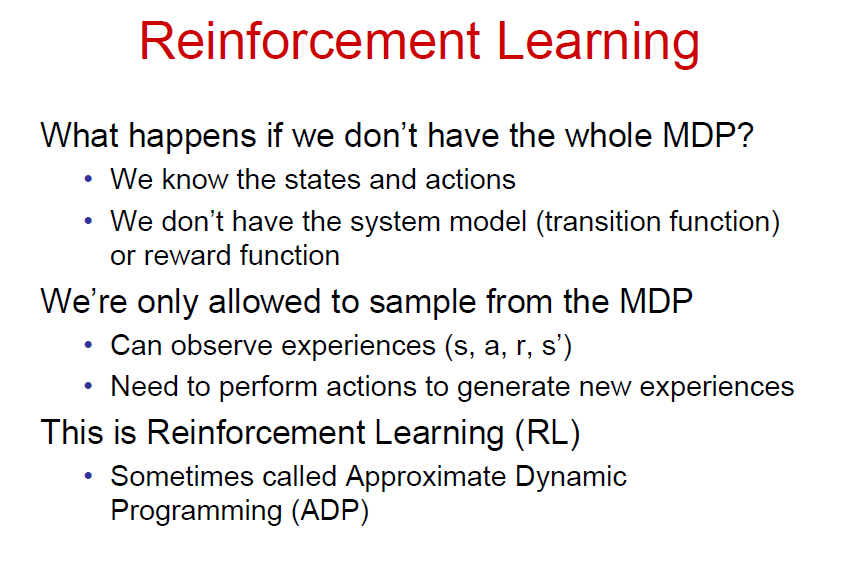 Reinforcement Learning
What happens if we don’t have the whole MDP?
• We know the states and actions
• We don’t have the system model (transition function)
or reward function
We’re only allowed to sample from the MDP
• Can observe experiences (s, a, r, s’)
• Need to perform actions to generate new experiences
This is Reinforcement Learning (RL)
• Sometimes called Approximate Dynamic
Programming (ADP)